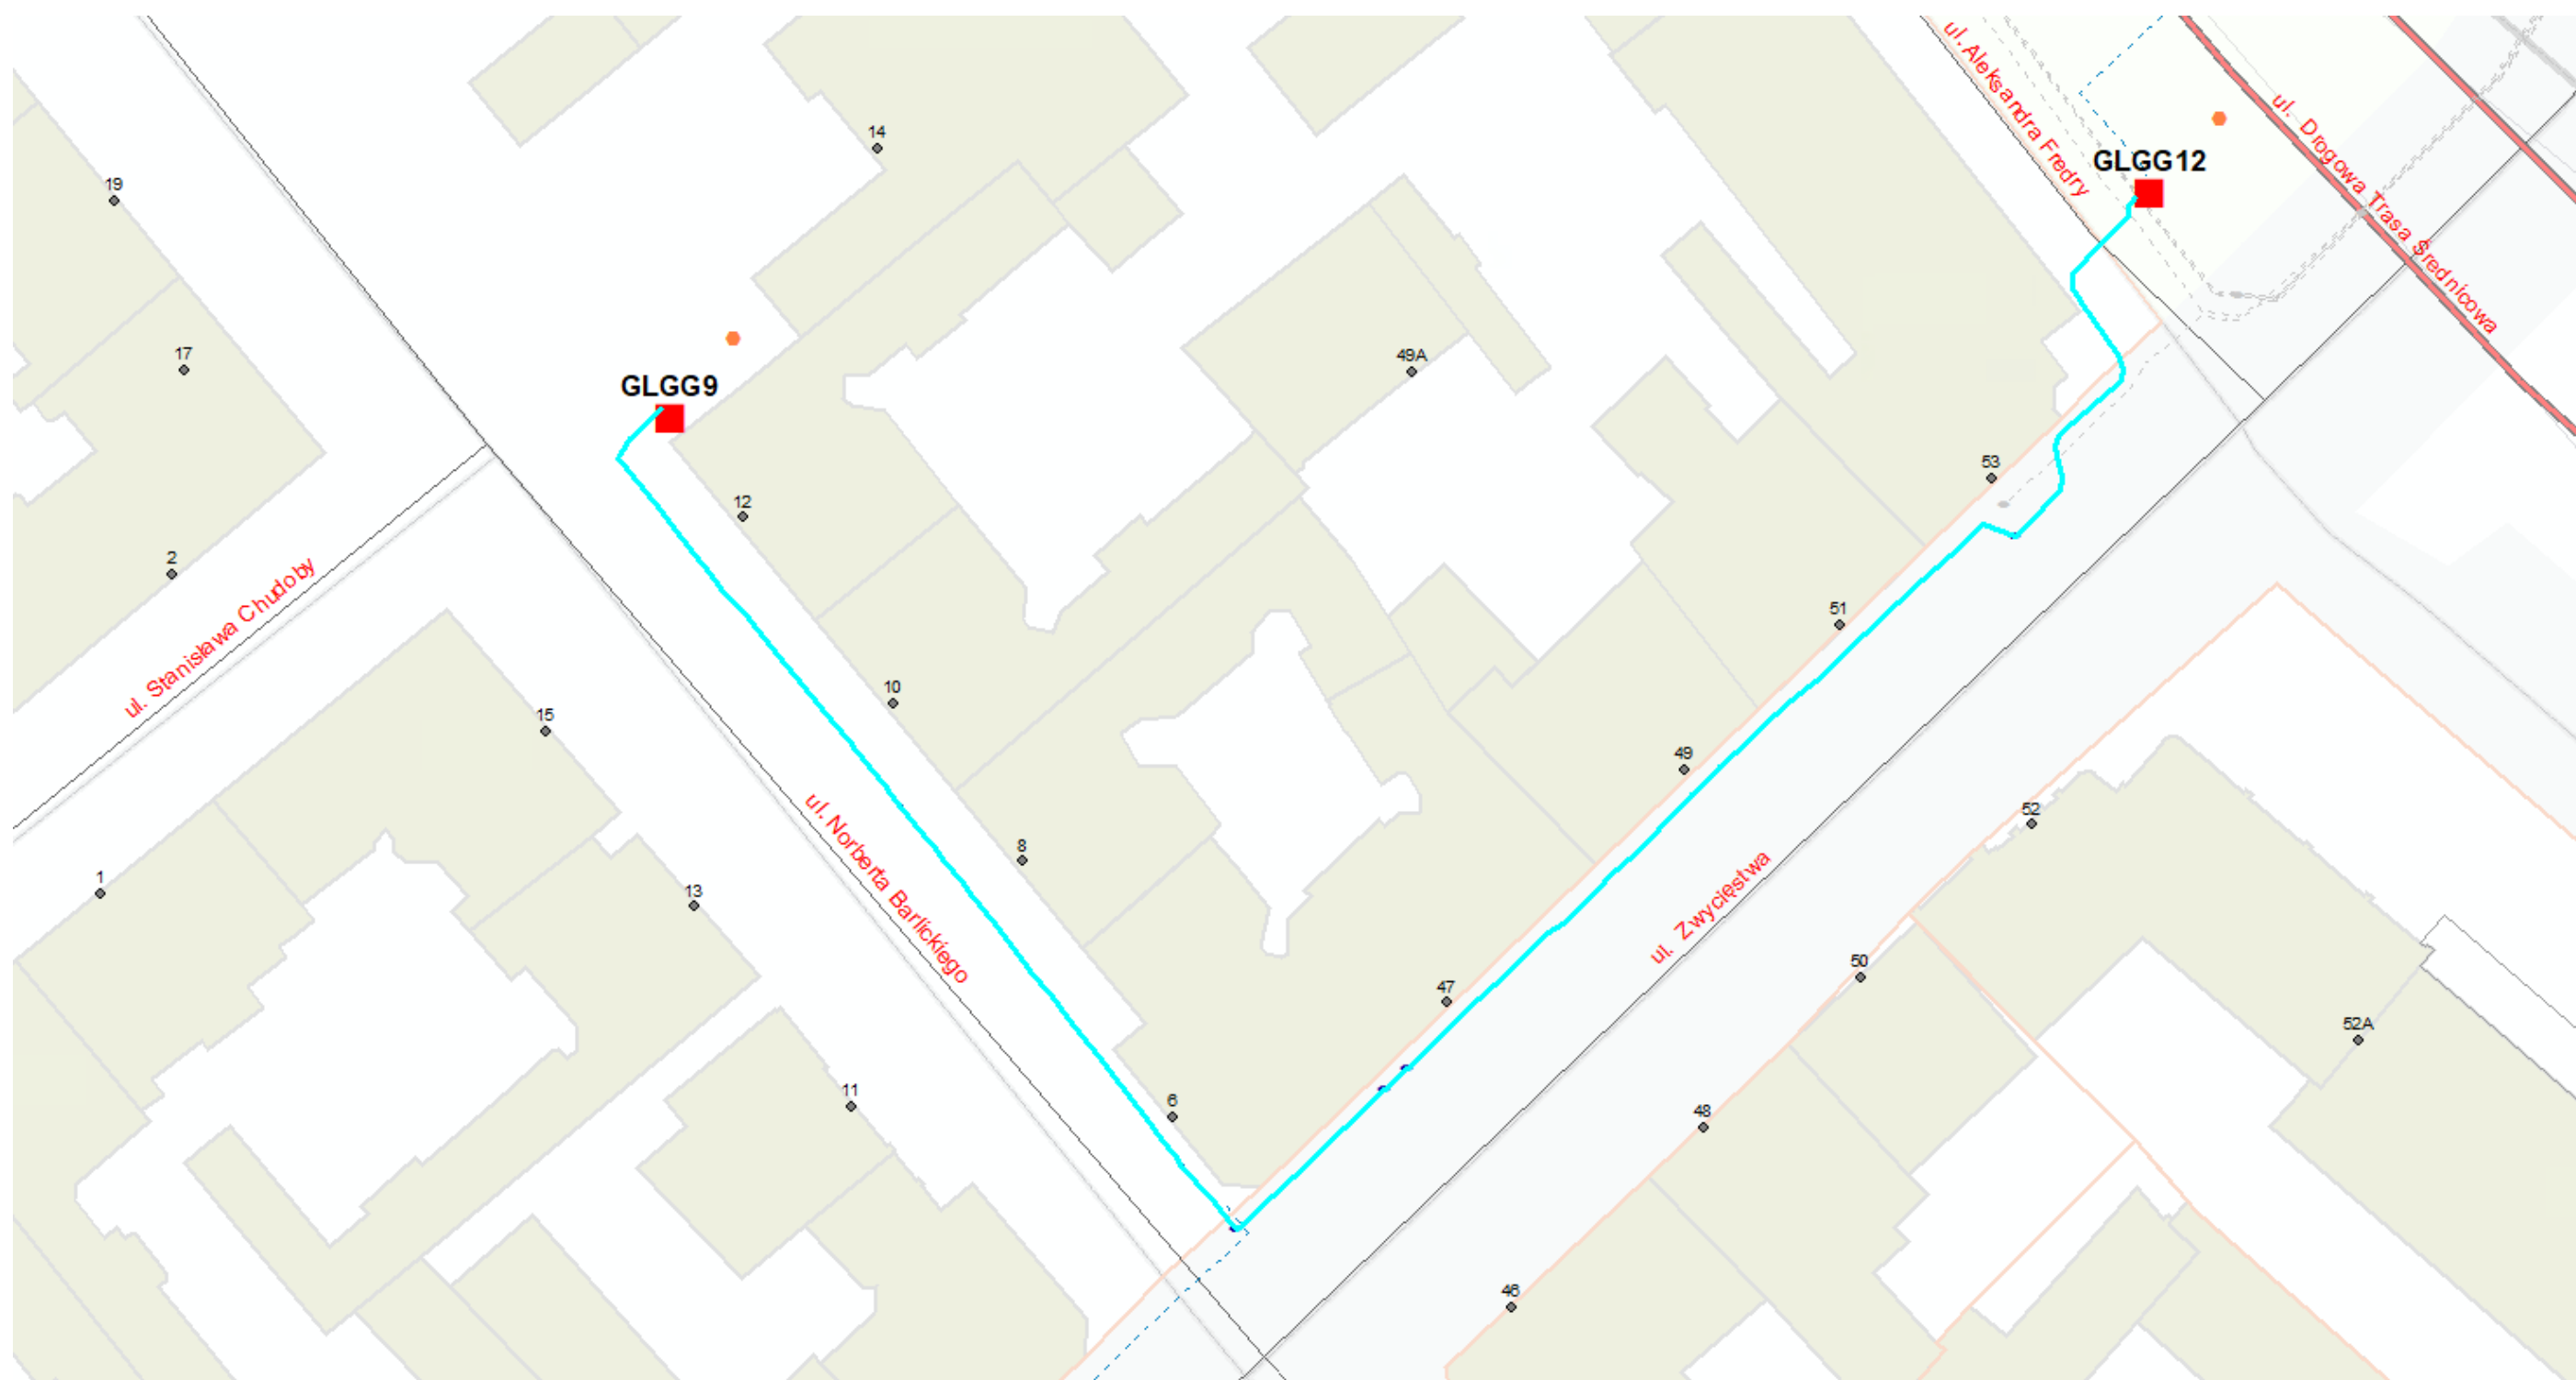 ul. Aleksandra Fredry
ul. Drogowa Trasa Średnicowa
14
GLGG12
19
17
49A
GLGG9
53
12
2
ul. Stanisława Chudoby
51
10
15
49
ul. Norberta Barlickiego
52
8
ul. Zwycięstwa
1
13
50
47
52A
11
6
48
46